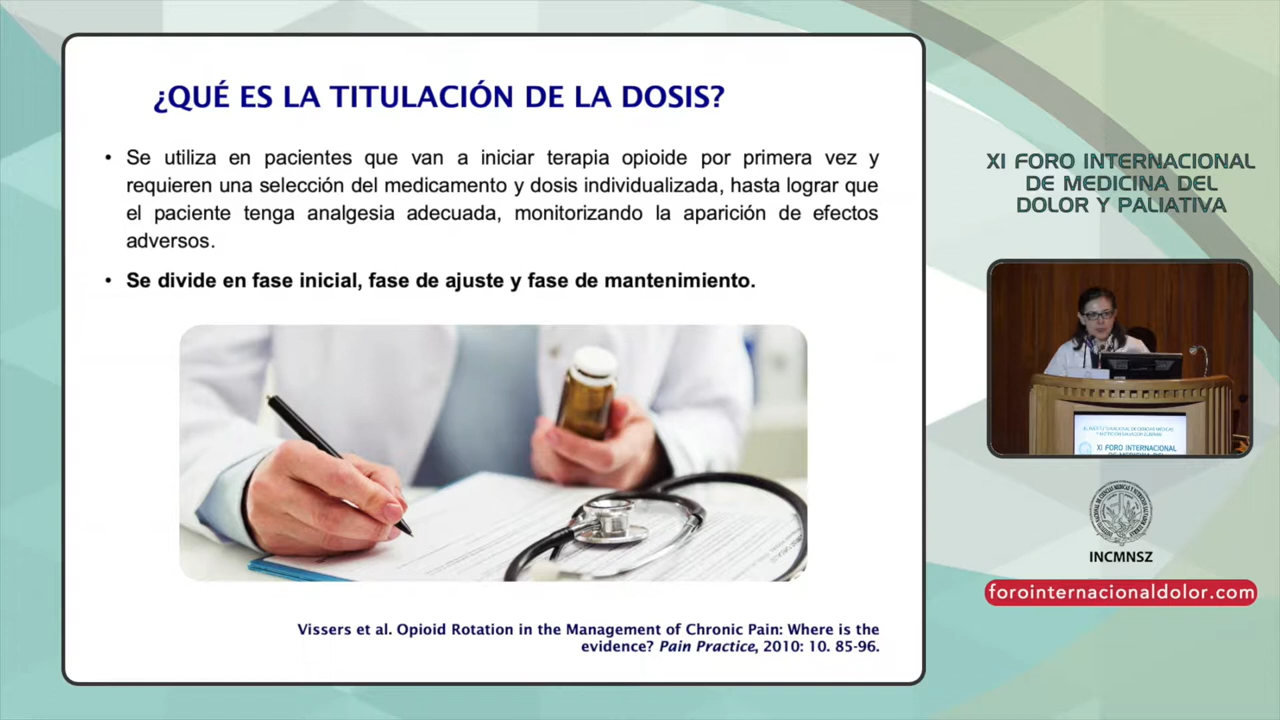 ¿QUÉ ES LA TITULACIÓN DE LA DOSIS?
• Se utiliza en pacientes que van a iniciar terapia opioide por primera vez y
requieren una selección del medicamento y dosis individualizada, hasta lograr que
el paciente tenga analgesia adecuada, monitorizando la aparición de efectos
adversos.
• Se divide en fase inicial, fase de ajuste y fase de mantenimiento.
Vissers et al. Opioid Rotation in the Management of Chronic Pain: Where is the
evidence? Pain Practice, 2010: 10. 85-96.
XI FORO INTERNACIONAL
DE MEDICINA DEL
DOLOR Y PALIATIVA
XI FORO INTERNACIONAL
DE MEDICINA DEL
INCMNSZ
forointernacionaldolor.com